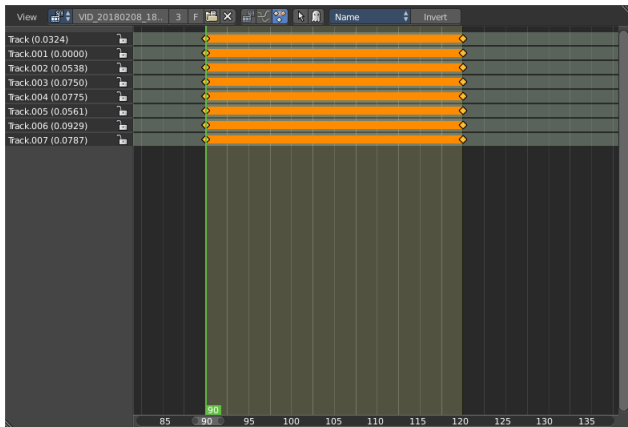 View VID_20180208_18.. 3 F Name Invert
Track (0.0324)
Track.001 (0.0000)
Track.002 (0.0538)
Track.003 (0.0750)
Track.004 (0.0775)
Track.005 (0.0561)
Track.006 (0.0929)
Track.007 (0.0787)
90
85 90 95 100 105 110 115 120 125 130 135